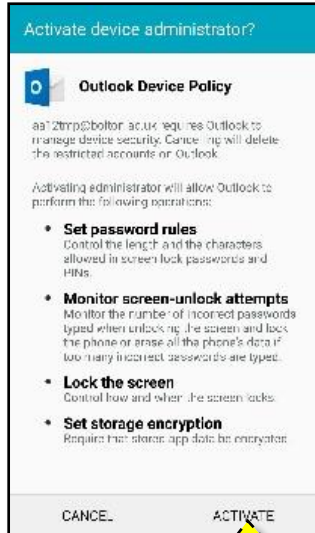 Activate device administrator?
Outlook Device Policy
aa12tmp@bolton.ac.uk requires Outlook to
manage device security. Canceling will delete
the restricted accounts on Outlook.
Activating administrator will allow Outlook to
perform the following operations:
• Set password rules
Control the length and the characters
allowed in screen lock passwords and
PINs.
• Monitor screen-unlock attempts
Monitor the number of incorrect passwords
typed when unlocking the screen and lock
the phone or erase all the phone's data if
too many incorrect passwords are typed.
• Lock the screen
Control how and when the screen locks.
• Set storage encryption
Require that stored app data be encrypted.
CANCEL ACTIVATE